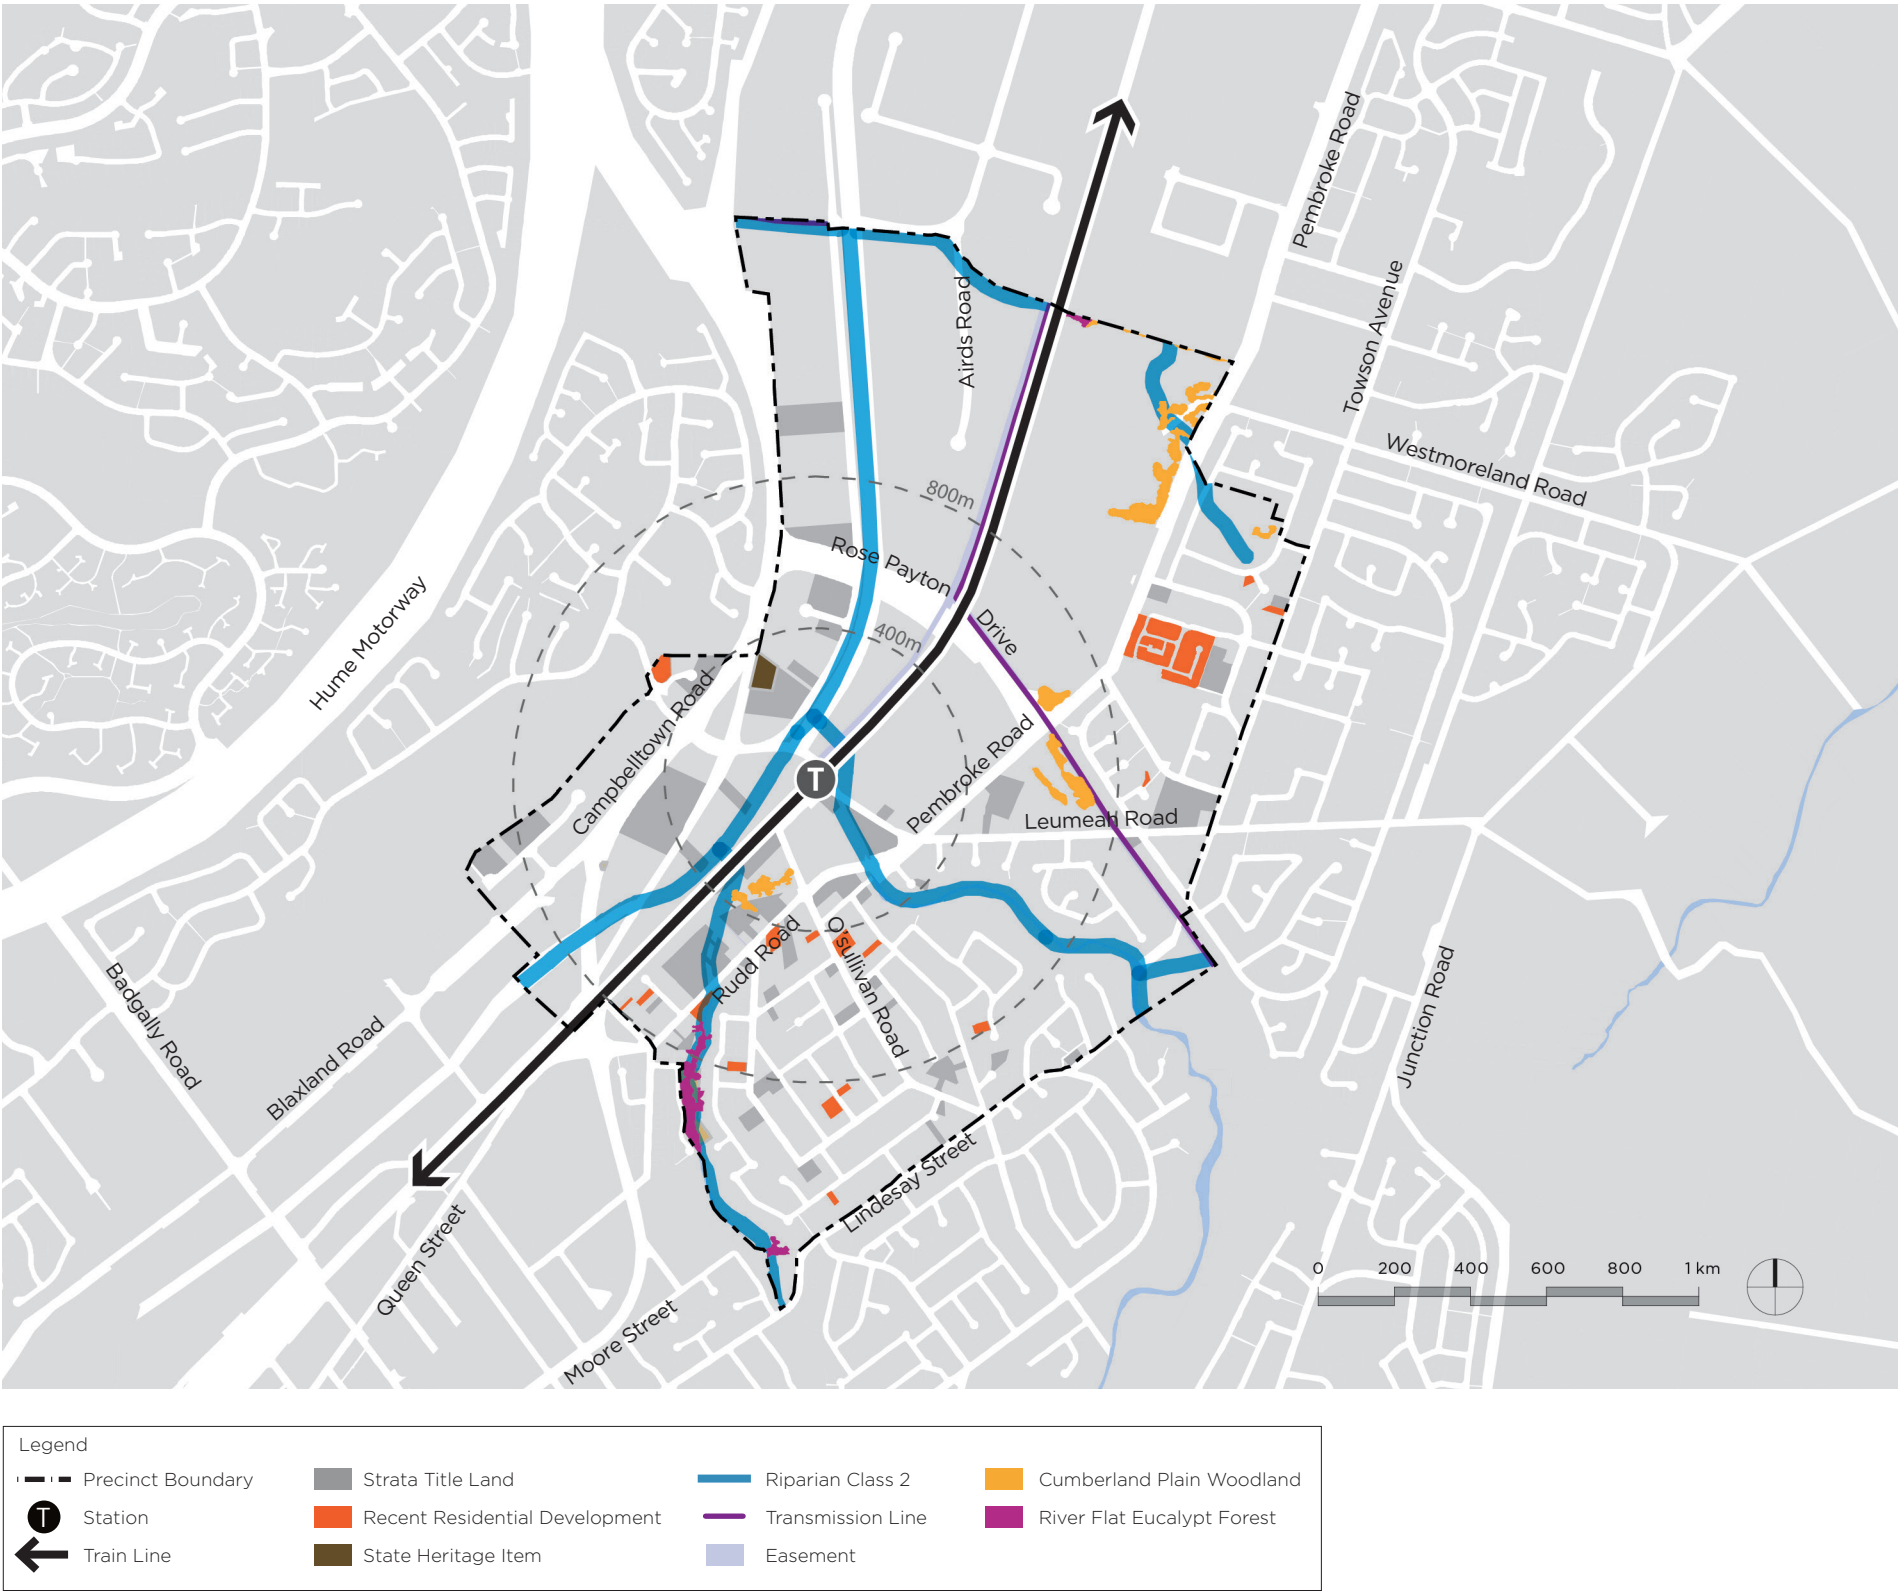 Pembroke Road
Towson Avenue
Airds Road
Westmoreland Road
800m
Rose Payton
Drive
400m
Hume Motorway
Campbelltown Road
T
Pembroke Road
Leumeah Road
Rudd Road
O'sullivan Road
Badgally Road
Blaxland Road
Junction Road
Lindesay Street
Queen Street
Moore Street
0 200 400 600 800 1 km
Legend
Precinct Boundary
T Station
Train Line
Strata Title Land
Recent Residential Development
State Heritage Item
Riparian Class 2
Transmission Line
Easement
Cumberland Plain Woodland
River Flat Eucalypt Forest